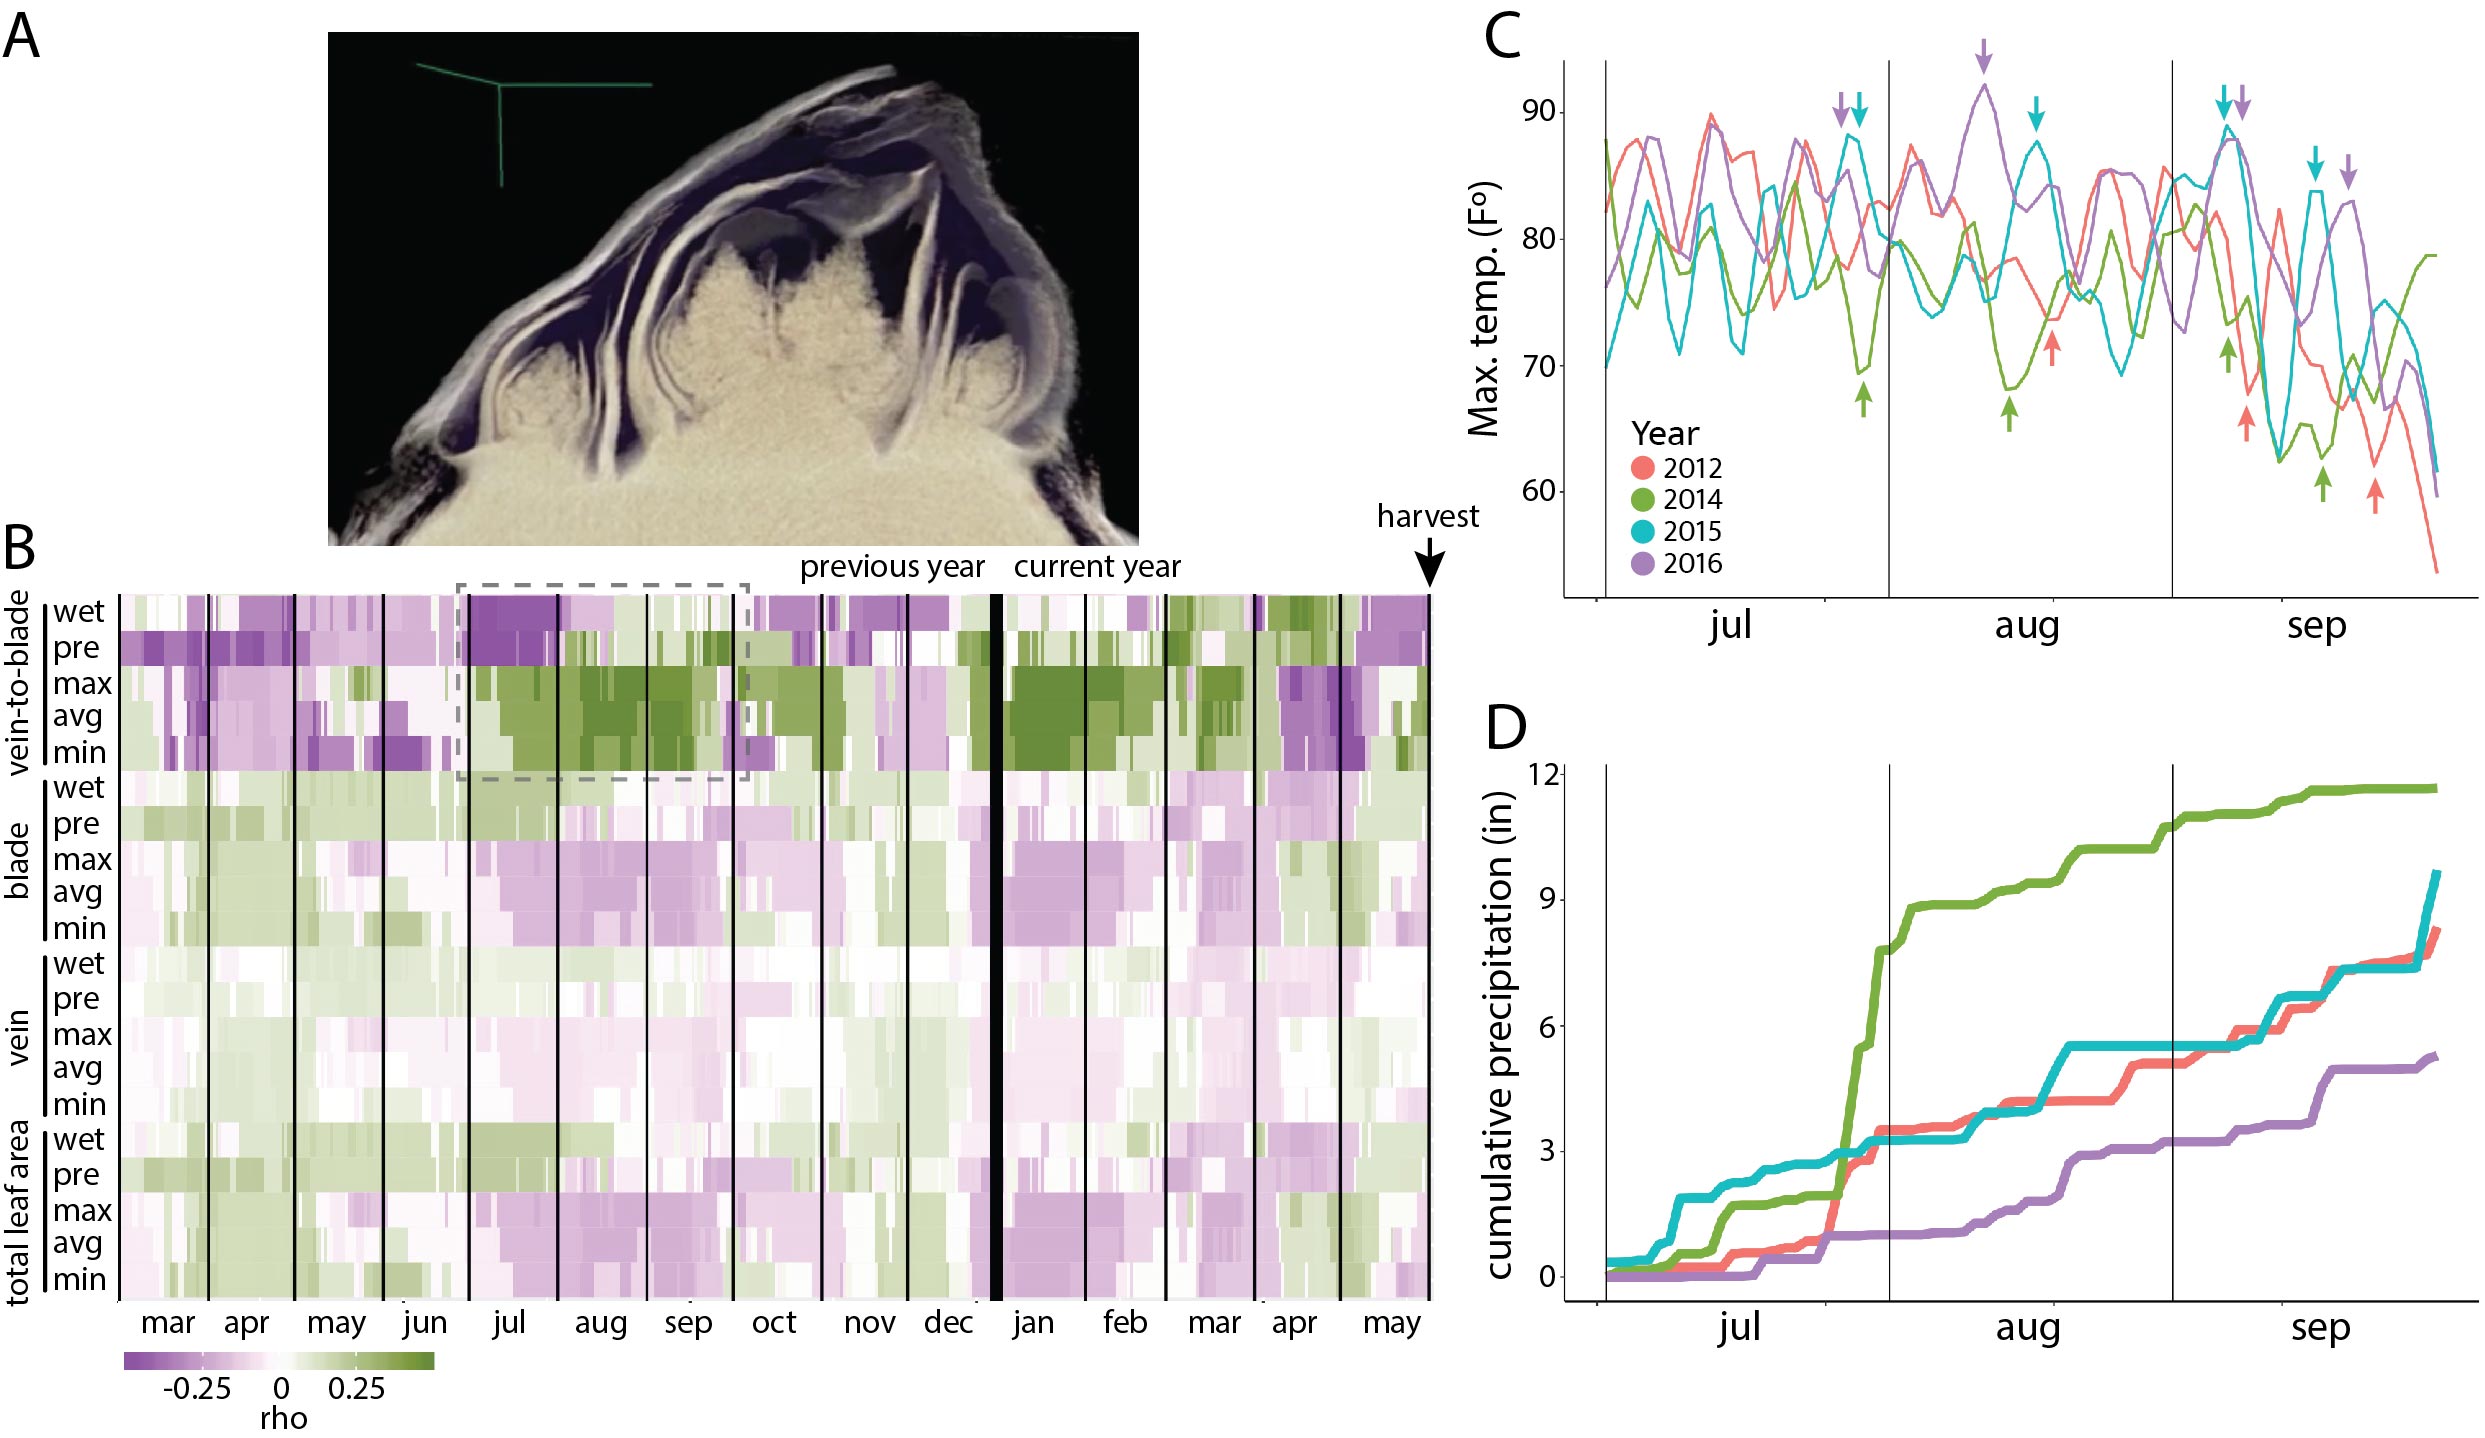 A
B
previous year
current year
harvest
vein-to-blade
wet
pre
max
avg
min
blade
wet
pre
max
avg
min
vein
wet
pre
max
avg
min
total leaf area
wet
pre
max
avg
min
mar apr may jun jul aug sep oct nov dec jan feb mar apr may
-0.25 0 0.25
rho
C
Max. temp. (Fº)
90
80
70
60
Year
2012
2014
2015
2016
jul aug sep
D
cumulative precipitation (in)
12
9
6
3
0
jul aug sep